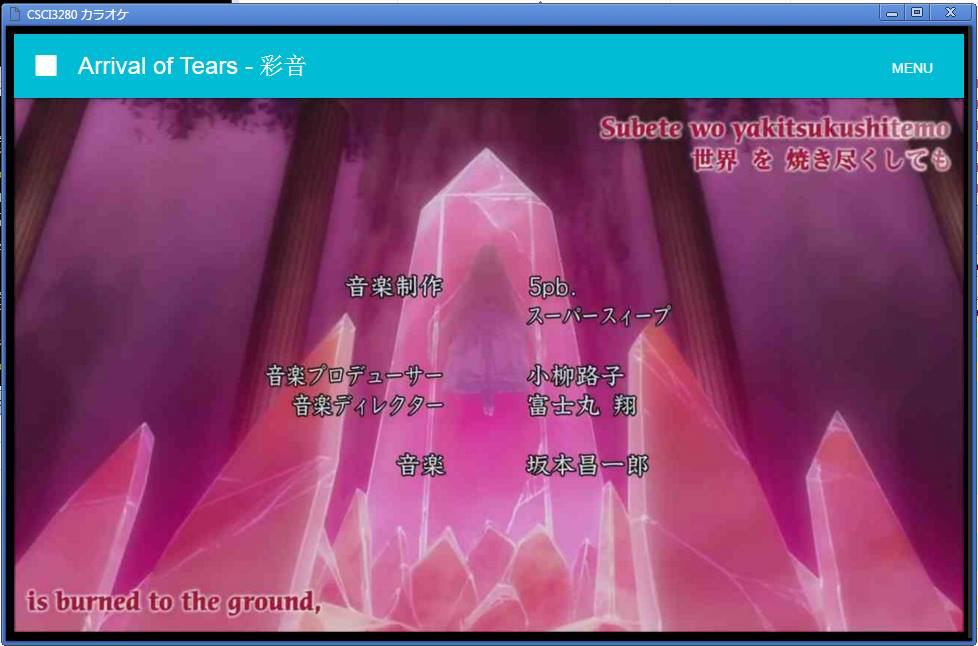 CSCI3280 カラオケ
Arrival of Tears - 彩音
MENU
Subete wo yakitsukushitemo
世界 を 焼き尽くしても
音楽制作 5pb.
スーパースィープ
音楽プロデューサー 小柳路子
音楽ディレクター 富士丸 翔
音楽 坂本昌一郎
is burned to the ground,